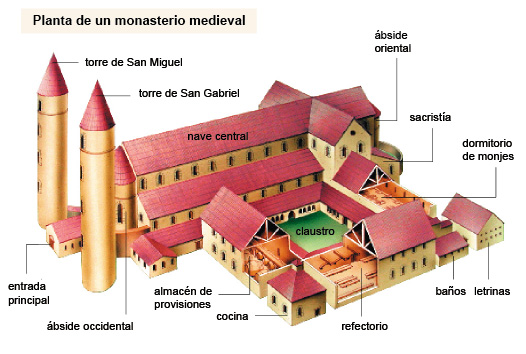 Planta de un monasterio medieval
torre de San Miguel
torre de San Gabriel
ábside
oriental
nave central
sacristía
dormitorio
de monjes
claustro
entrada
principal
ábside occidental
almacén de
provisiones
cocina
refectorio
baños
letrinas